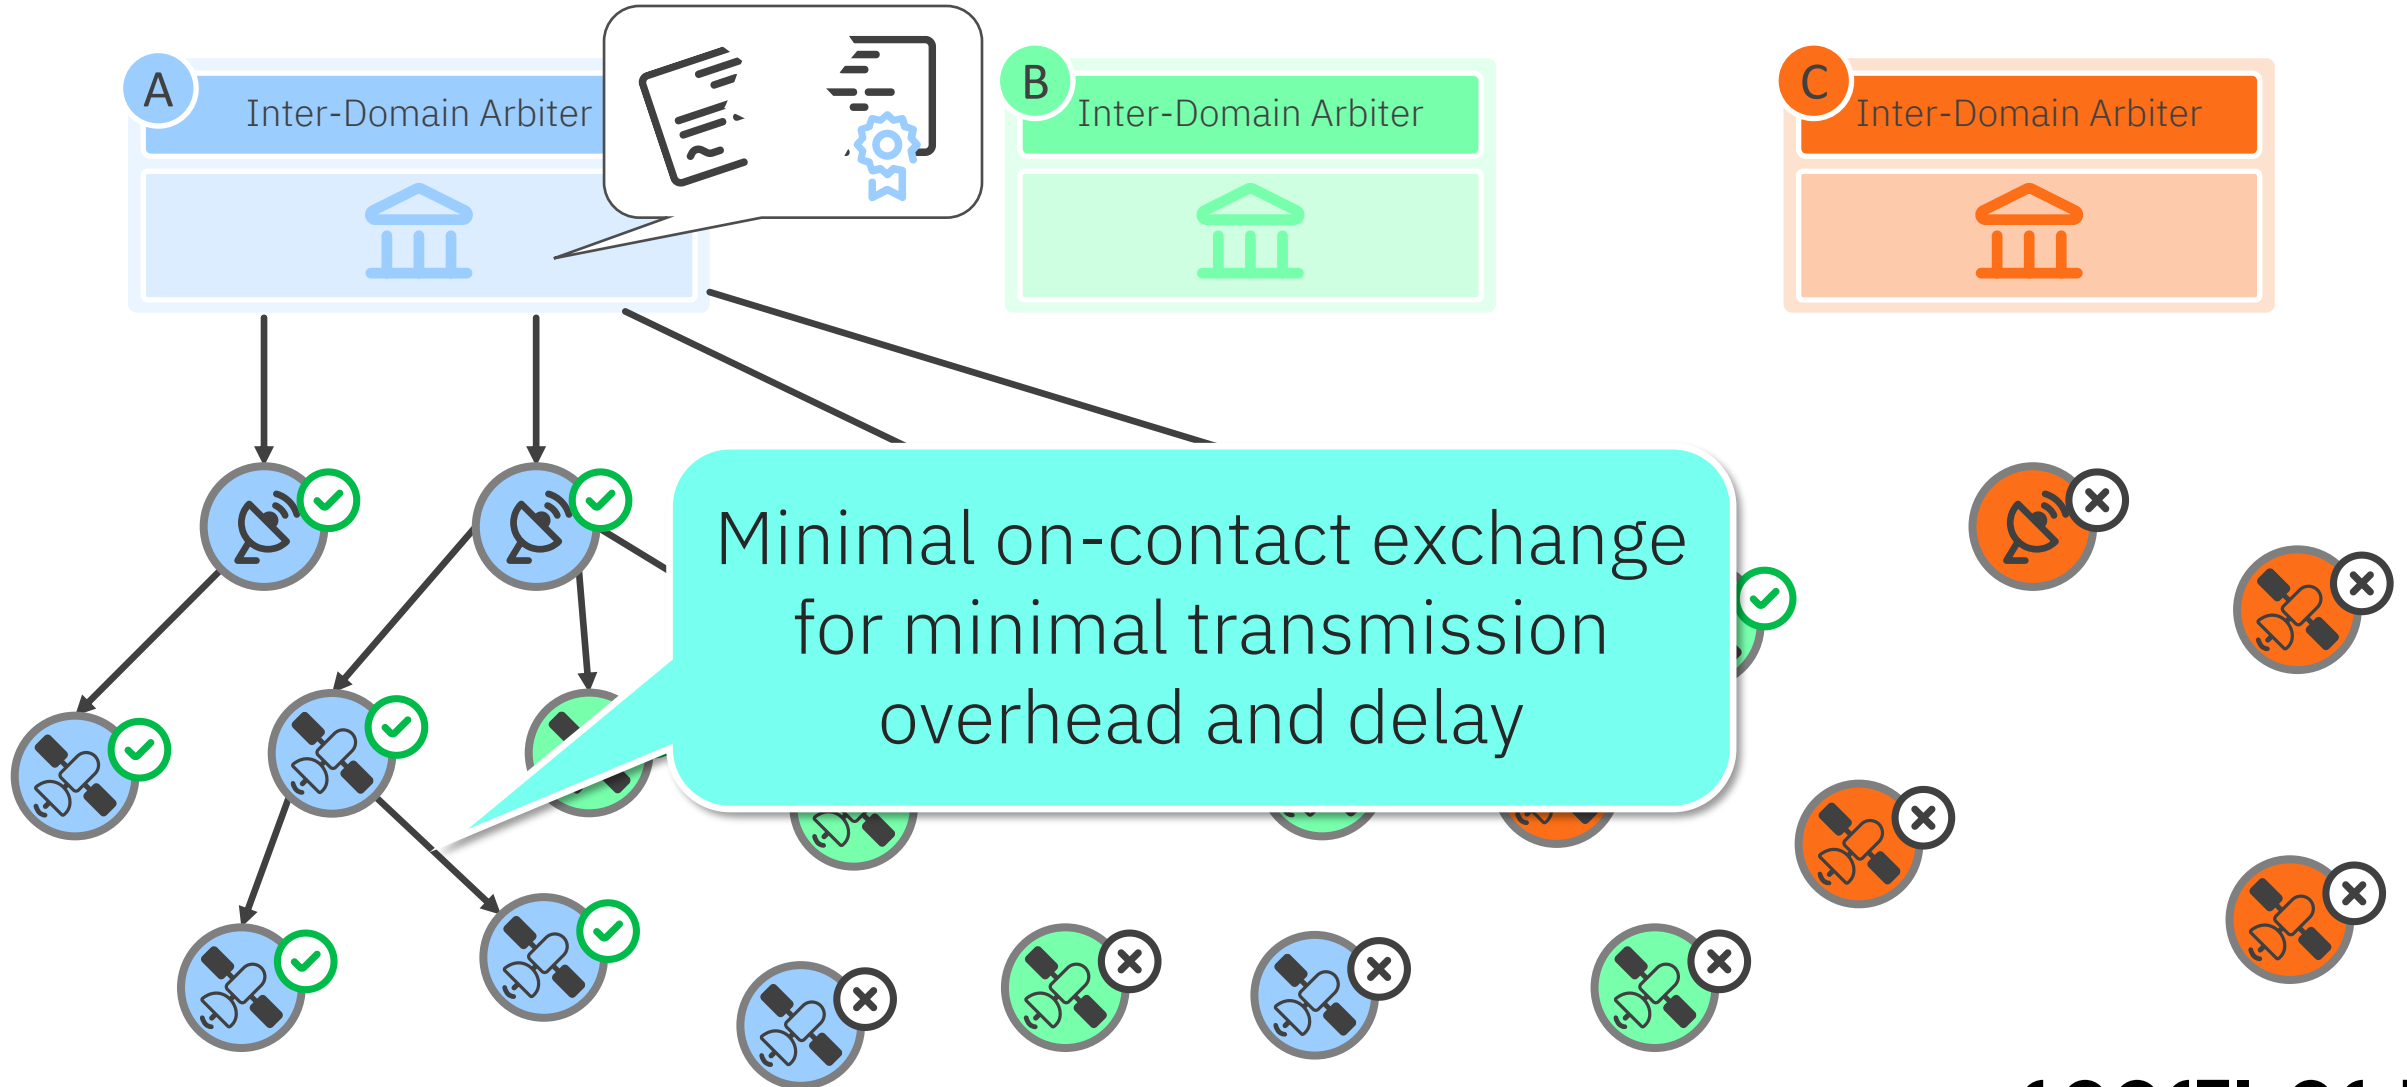 A
Inter-Domain Arbiter
B
Inter-Domain Arbiter
C
Inter-Domain Arbiter
Minimal on-contact exchange
for minimal transmission
overhead and delay